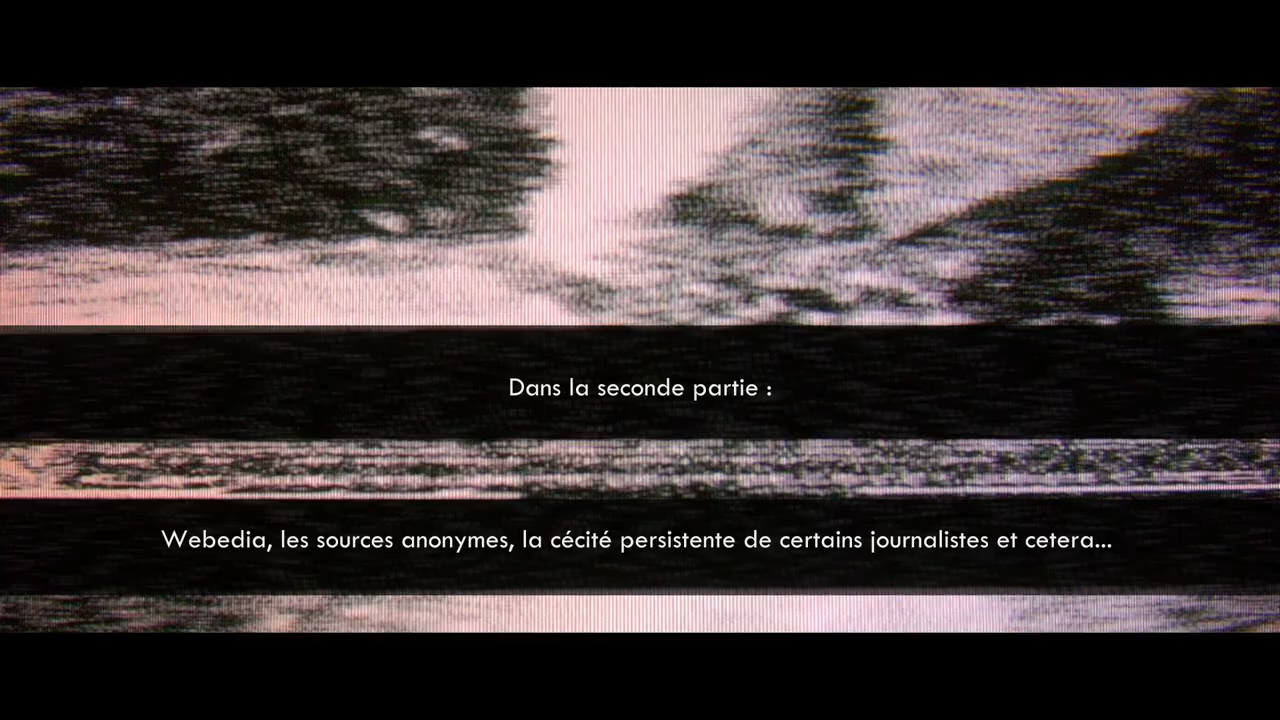 Dans la seconde partie :
Webedia, les sources anonymes, la cécité persistente de certains journalistes et cetera...